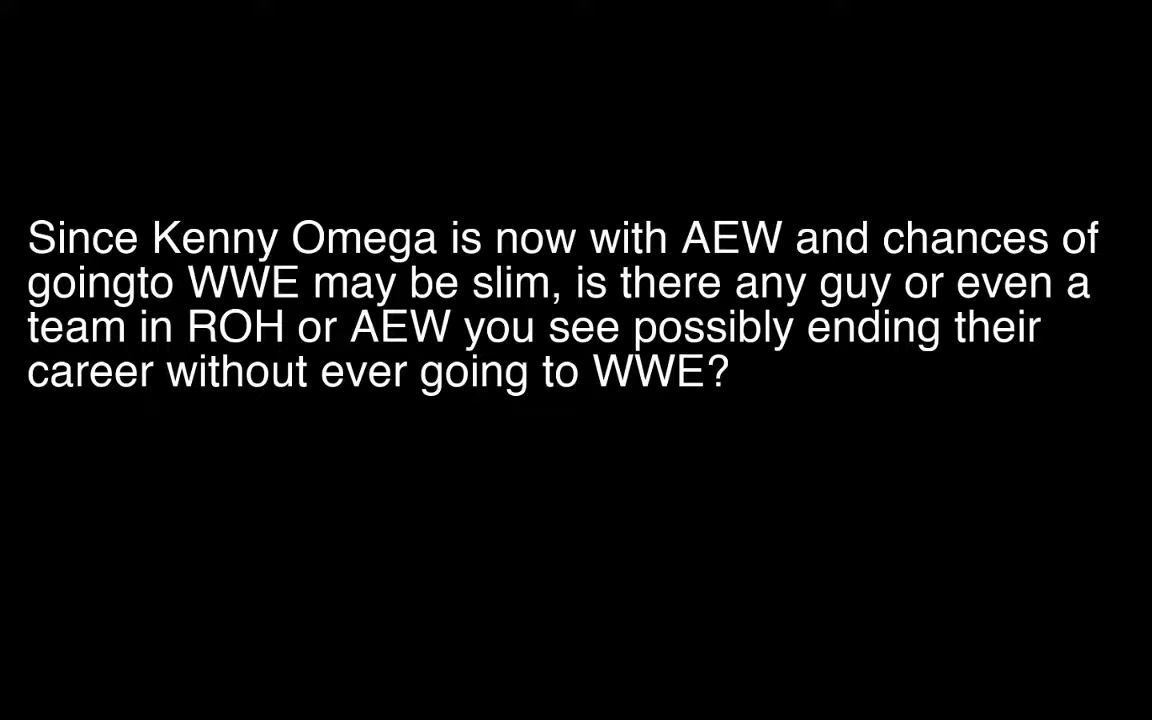 Since Kenny Omega is now with AEW and chances of
goingto WWE may be slim, is there any guy or even a
team in ROH or AEW you see possibly ending their
career without ever going to WWE?